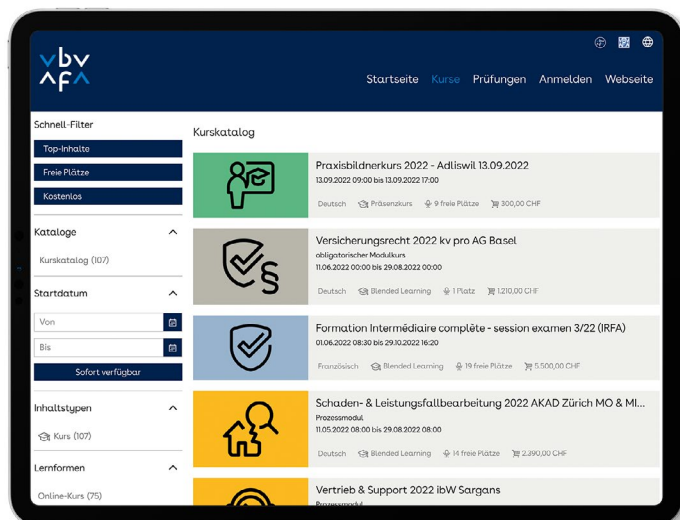 vbv
Startseite Kurse Prüfungen Anmelden Webseite
Schnell-Filter
Top-Inhalte
Freie Plätze
Kostenlos
Kataloge
Kurskatalog (107)
Startdatum
Von
Bis
Sofort verfügbar
Inhaltstypen
Kurs (107)
Lernformen
Online-Kurs (75)
Kurskatalog
Praxisbildnerkurs 2022 - Adliswil 13.09.2022
13.09.2022 09:00 bis 13.09.2022 17:00
Deutsch Präsenzkurs 9 freie Plätze 300,00 CHF
Versicherungsrecht 2022 kv pro AG Basel
obligatorischer Modulkurs
11.06.2022 00:00 bis 29.08.2022 00:00
§
Deutsch Blended Learning 1 Platz 1.210,00 CHF
Formation Intermédiaire complète - session examen 3/22 (IRFA)
01.06.2022 08:30 bis 29.10.2022 16:20
Französisch Blended Learning 19 freie Plätze 5.500,00 CHF
Schaden- & Leistungsfallbearbeitung 2022 AKAD Zürich MO & MI...
Prozessmodul
11.05.2022 08:00 bis 29.08.2022 08:00
Deutsch Blended Learning 14 freie Plätze 2.390,00 CHF
Vertrieb & Support 2022 ibW Sargans
Prozessmodul